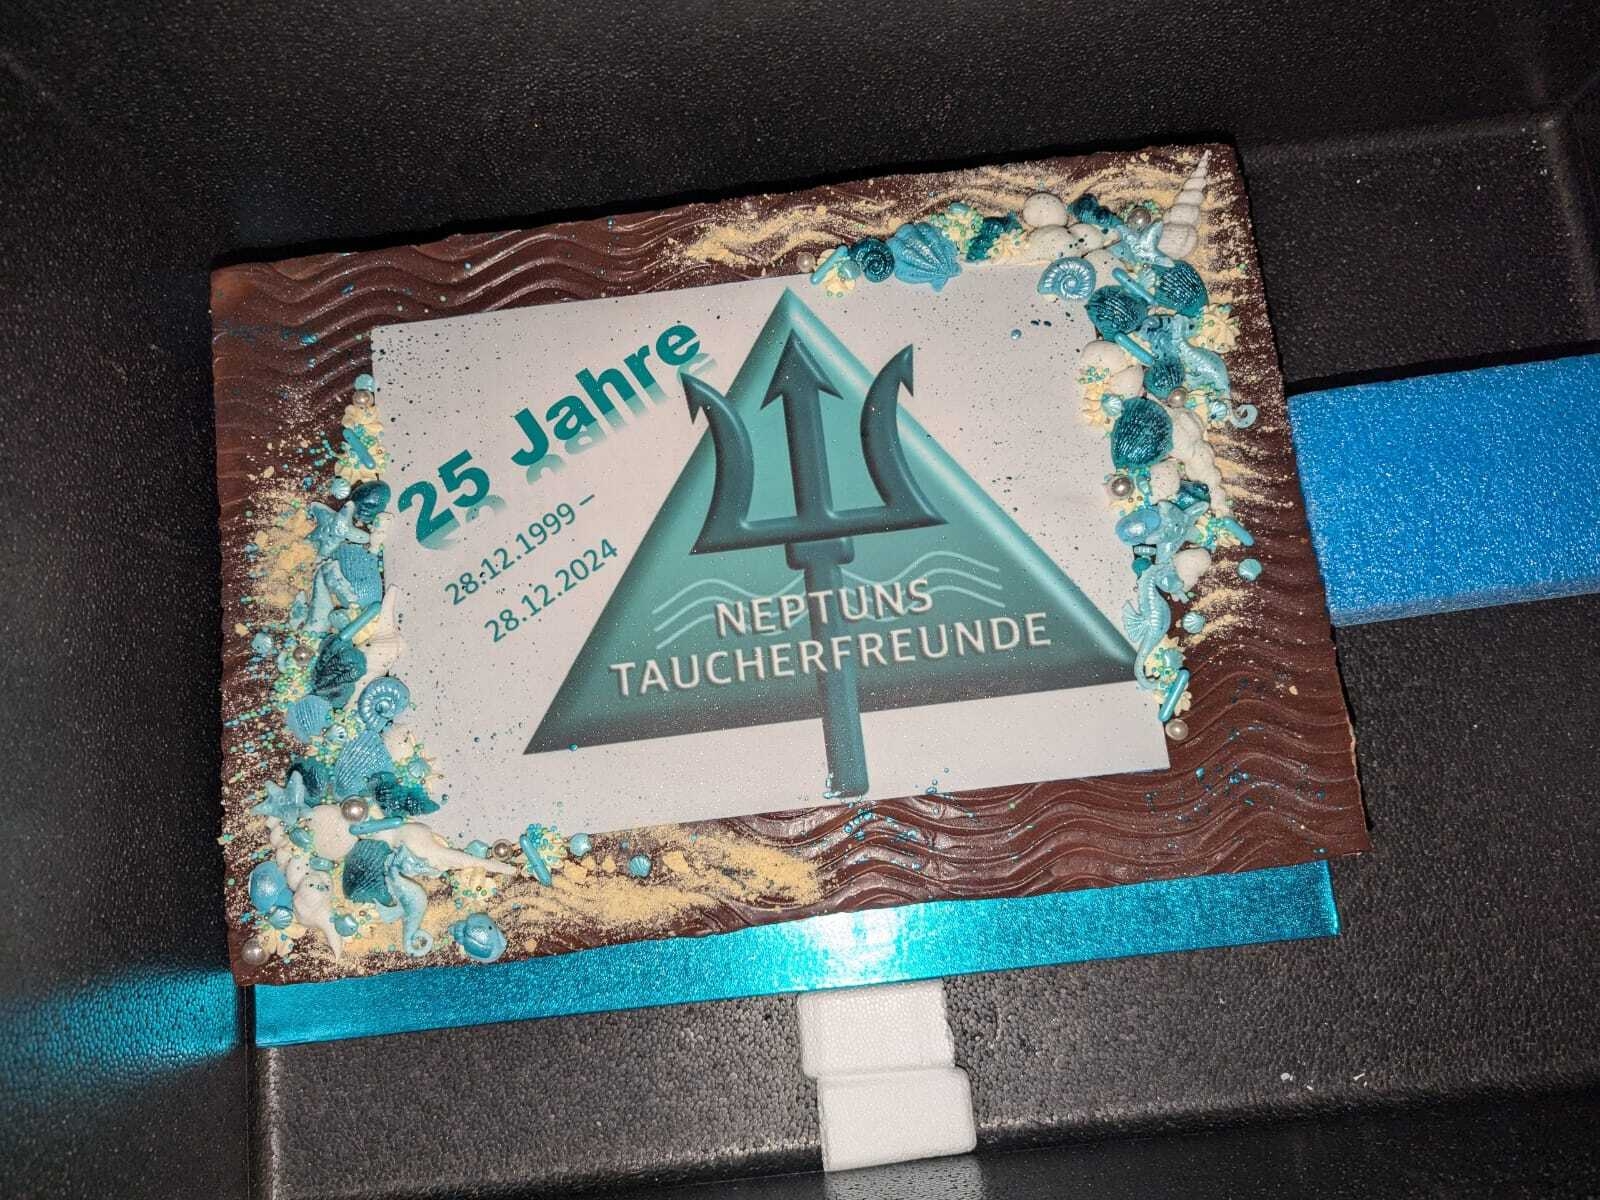 25 Jahre
28.12.1999 –
28.12.2024
NEPTUNS
TAUCHERFREUNDE